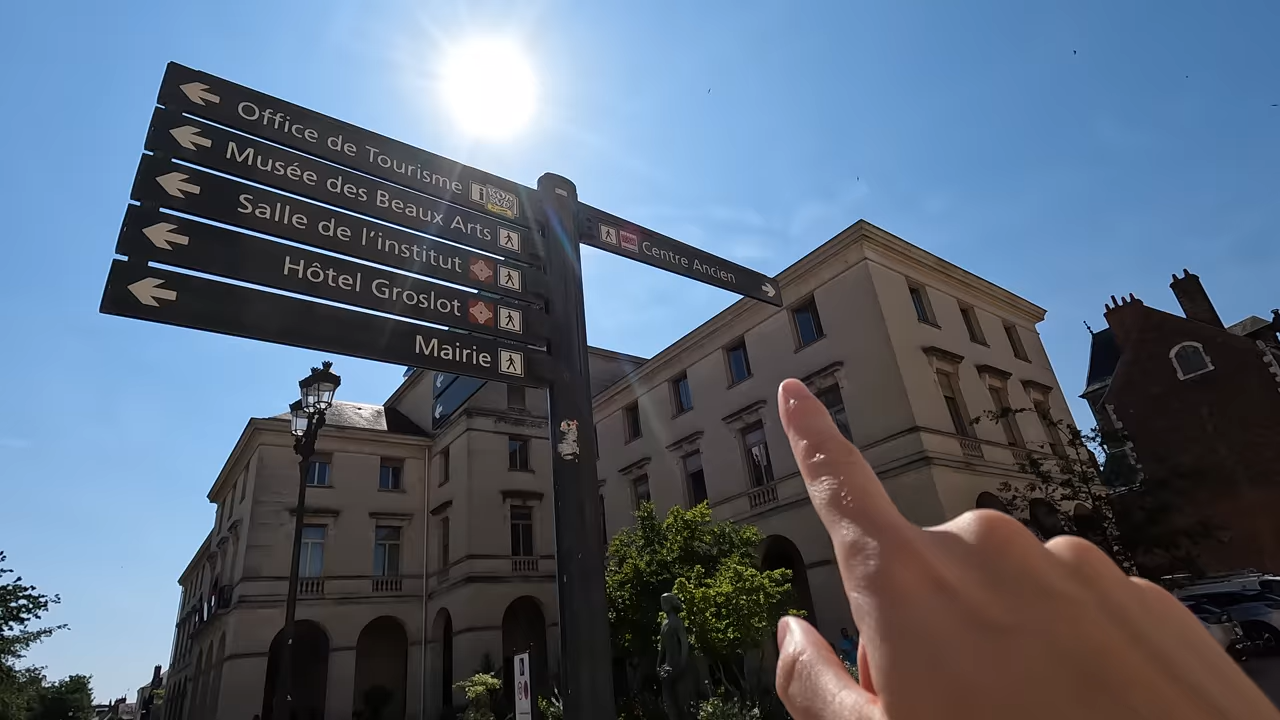 Office de Tourisme i
Musée des Beaux Arts
Salle de l'institut
Hôtel Groslot
Mairie
Centre Ancien